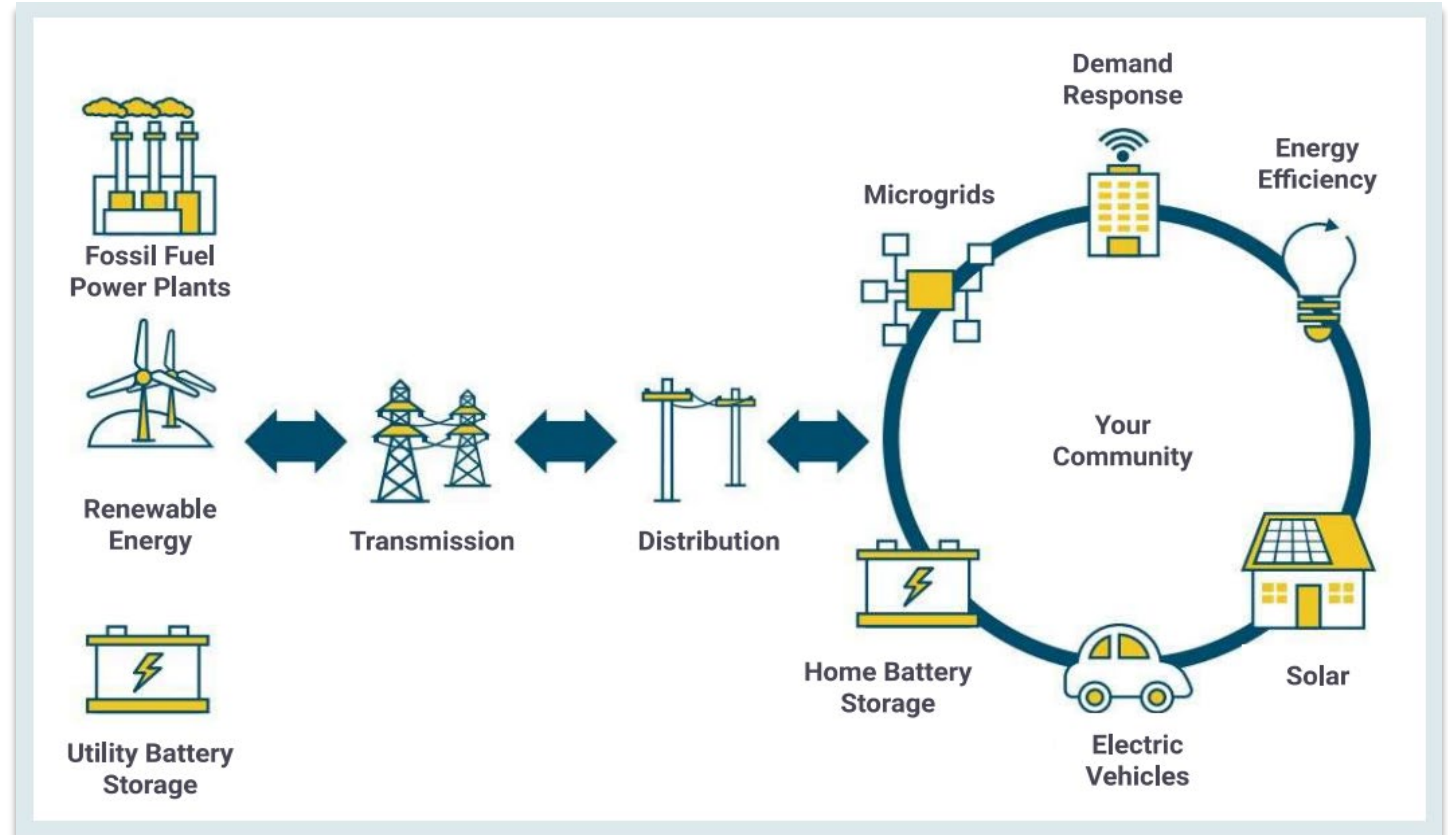 Fossil Fuel
Power Plants
Renewable
Energy
Utility Battery
Storage
Transmission
Distribution
Microgrids
Demand
Response
Energy
Efficiency
Your
Community
Home Battery
Storage
Electric
Vehicles
Solar